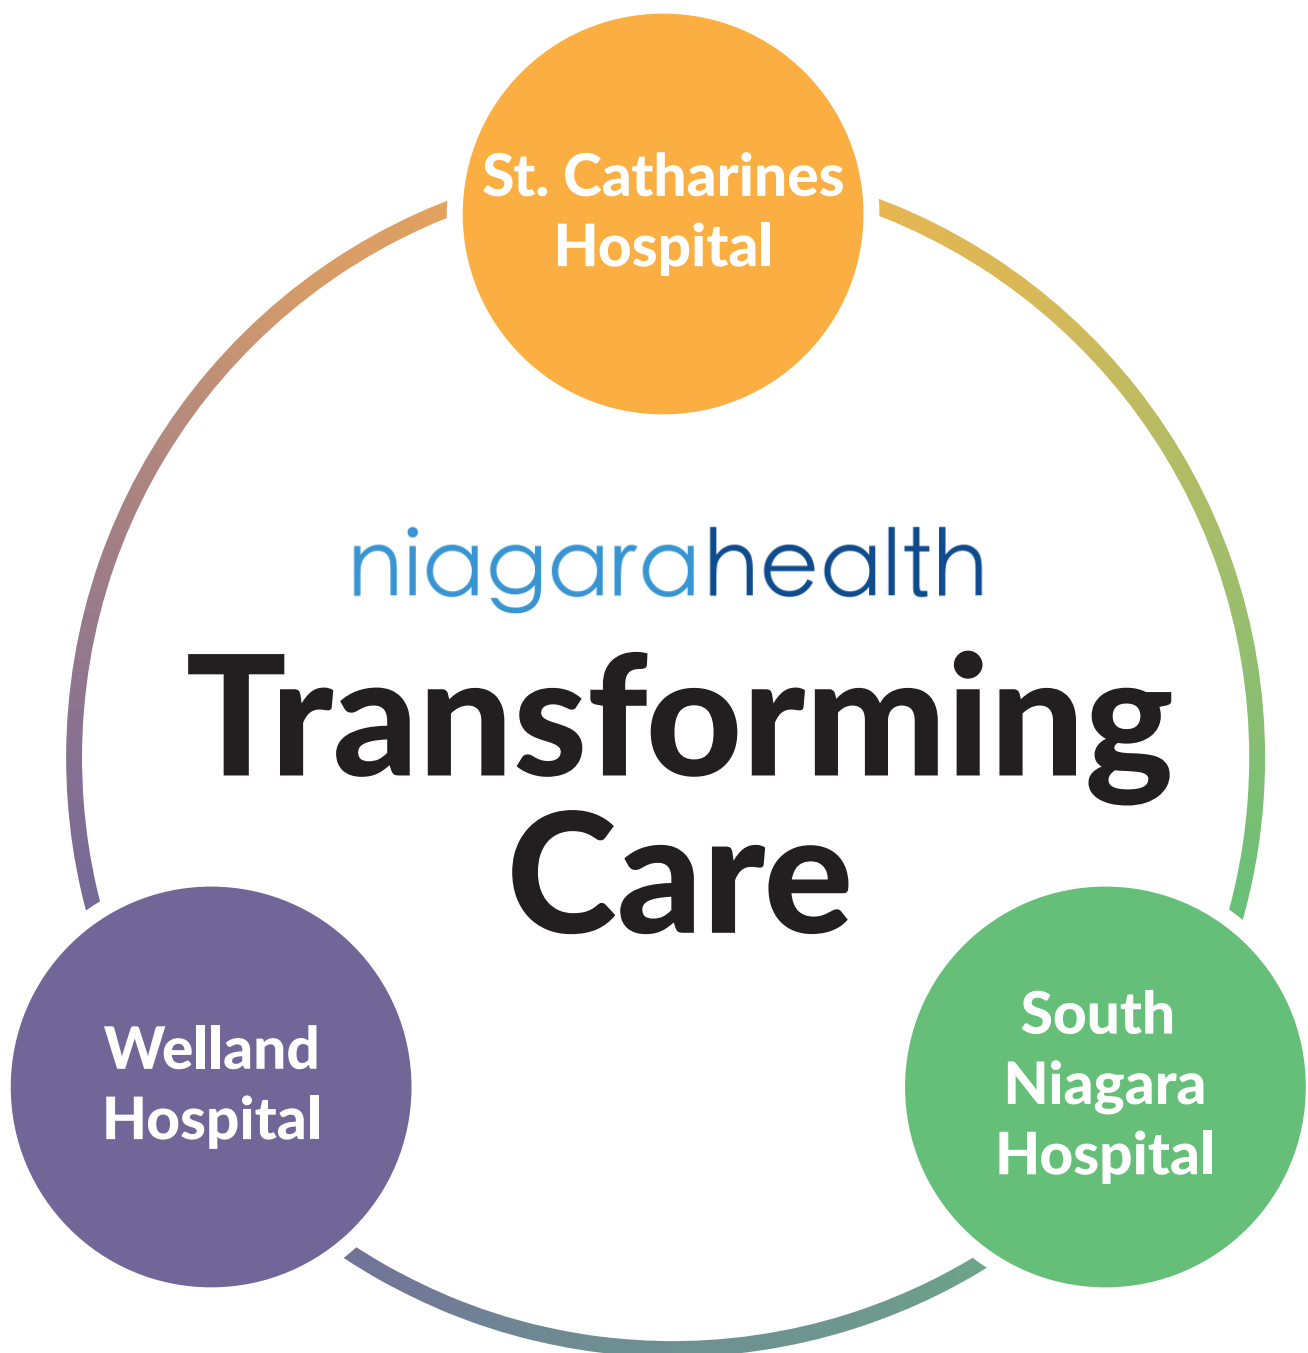 St. Catharines
Hospital
niagarahealth
Transforming
Care
Welland
Hospital
South
Niagara
Hospital